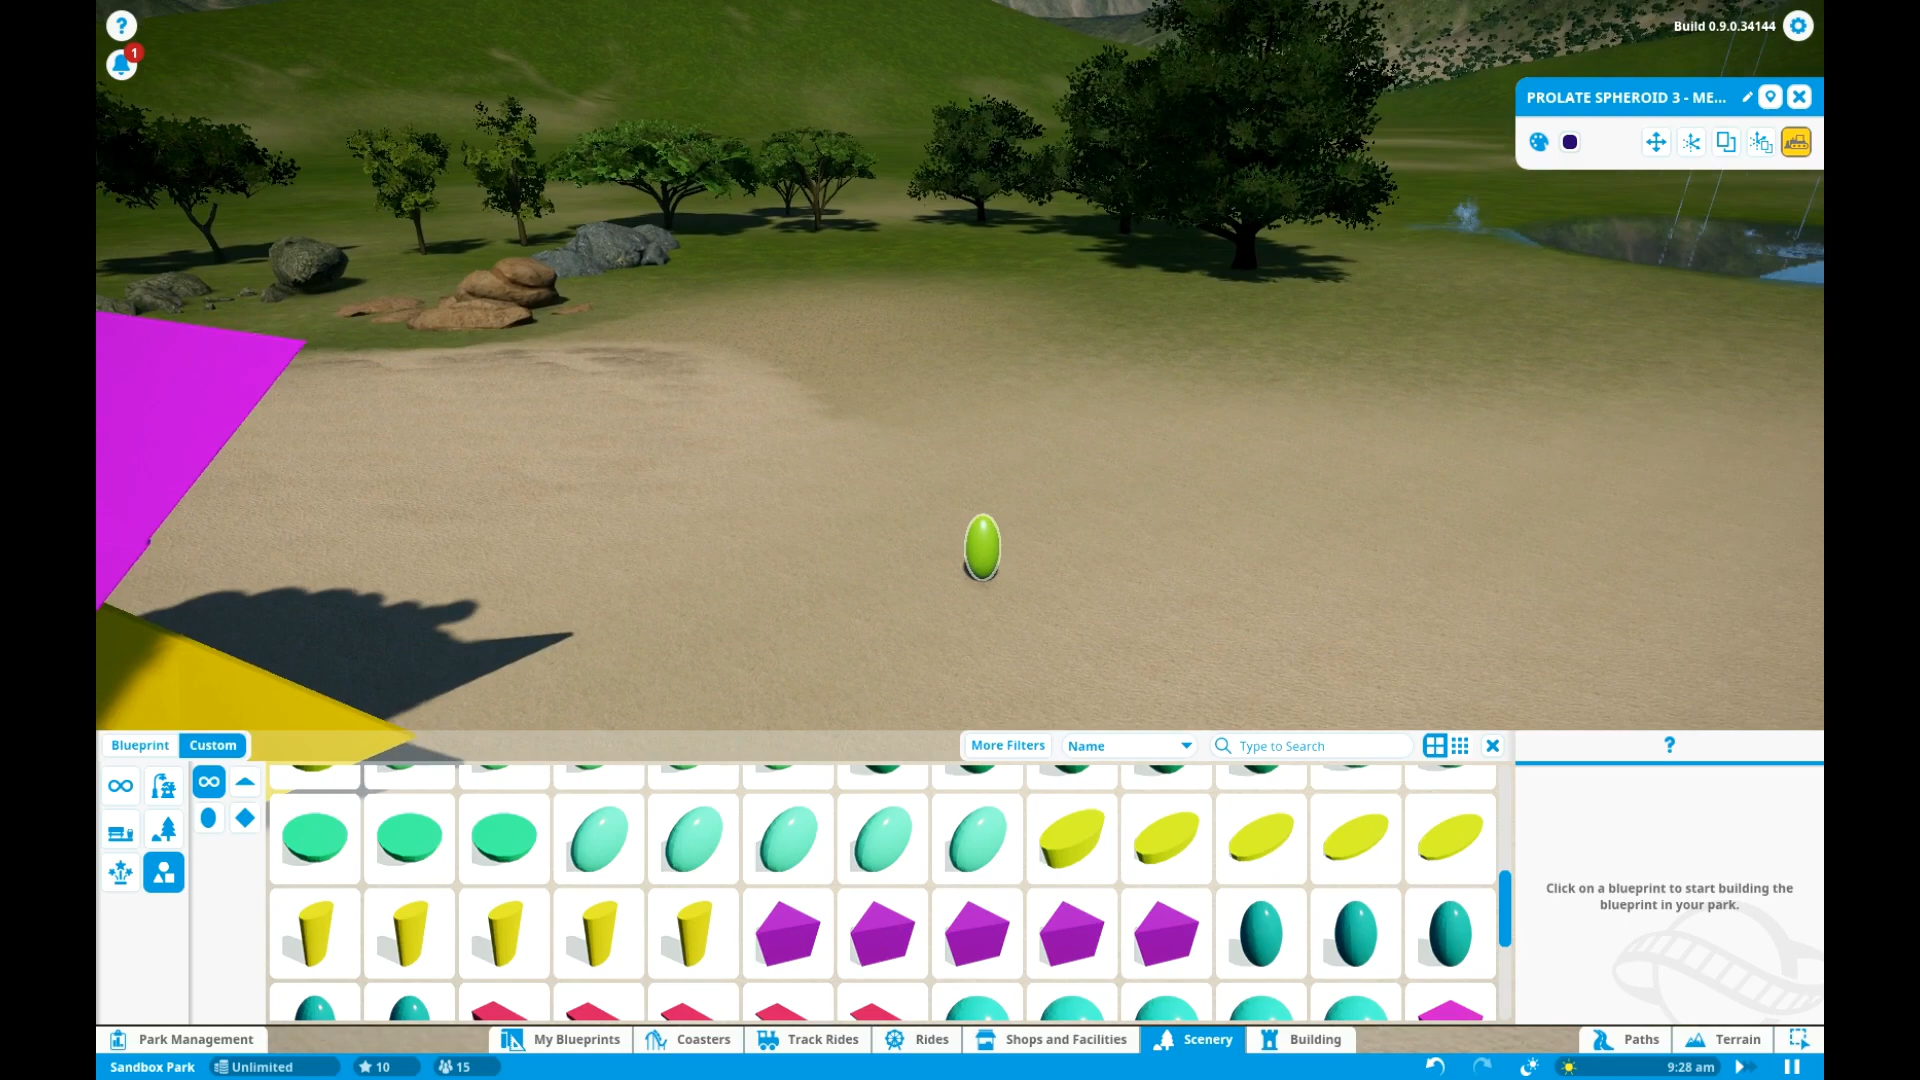 ?
1
Build 0.9.0.34144
PROLATE SPHEROID 3 - ME...
Blueprint
Custom
More Filters
Name
Type to Search
?
Click on a blueprint to start building the
blueprint in your park.
Park Management
My Blueprints
Coasters
Track Rides
Rides
Shops and Facilities
Scenery
Building
Paths
Terrain
Sandbox Park
Unlimited
10
15
9:28 am